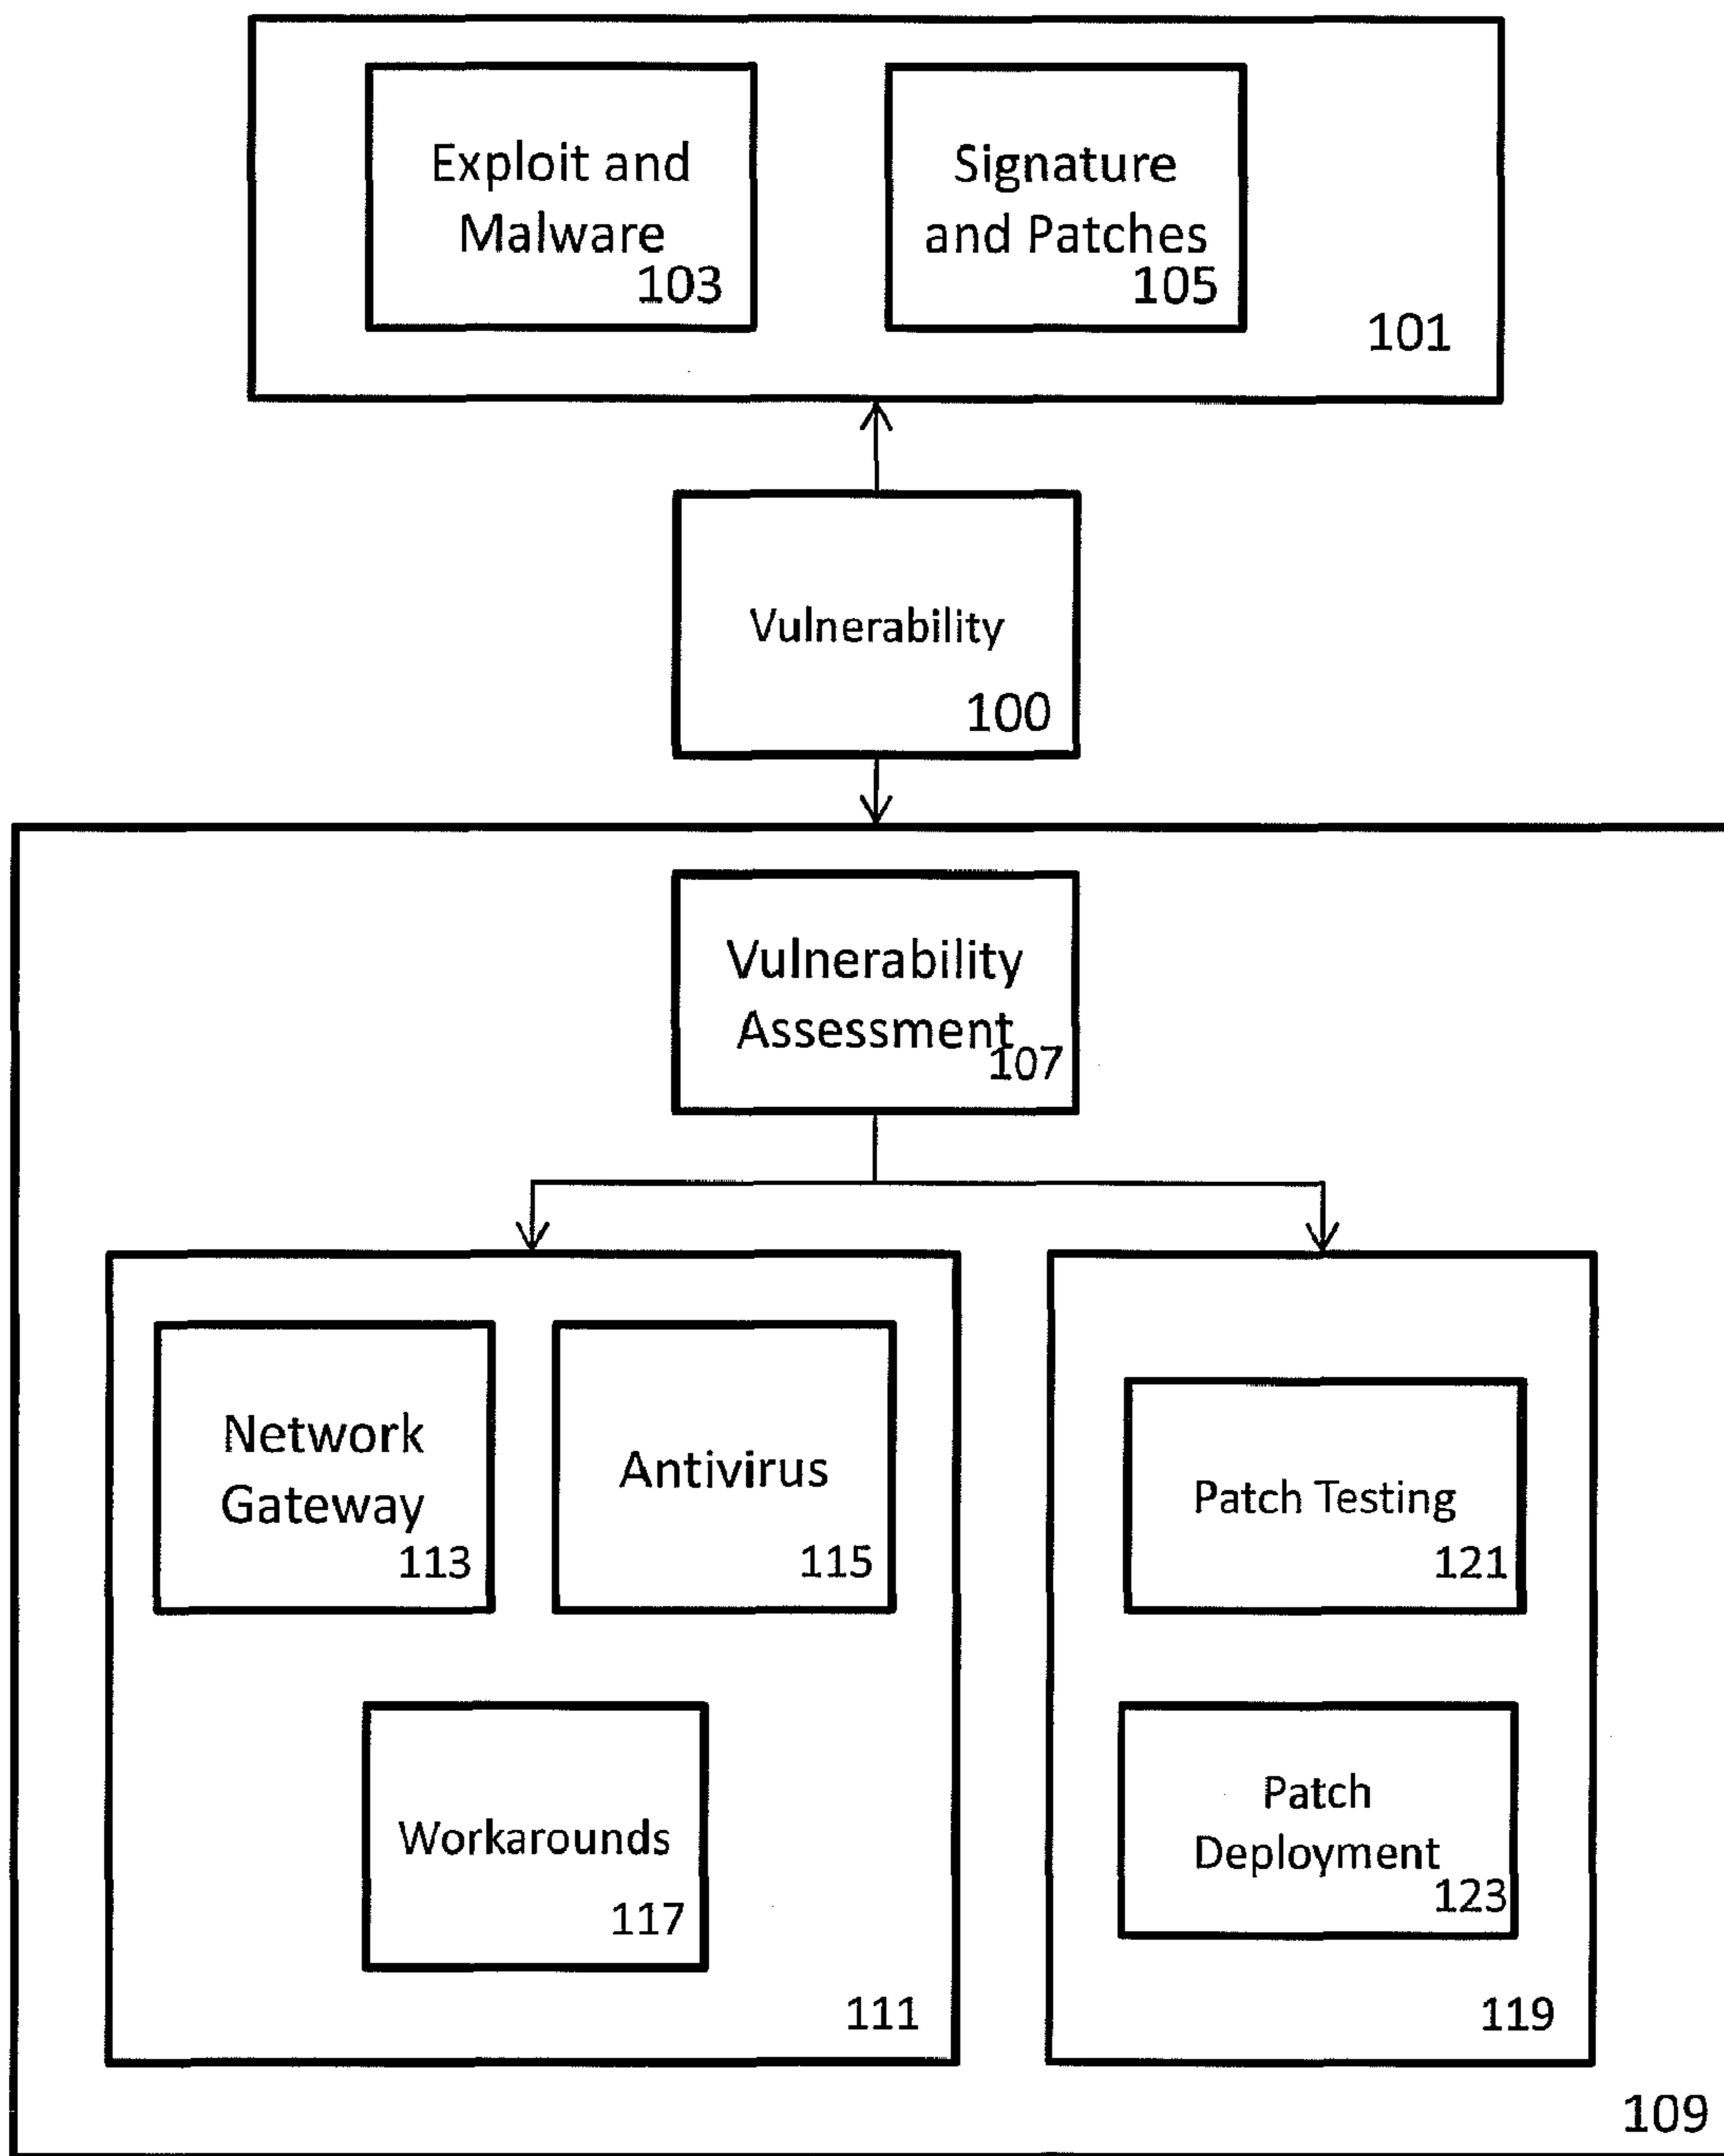 Exploit and
Malware
103
Signature
and Patches
105
101
Vulnerability
100
Vulnerability
Assessment
107
Network
Gateway
113
Antivirus
115
Workarounds
117
111
Patch Testing
121
Patch
Deployment
123
119
109